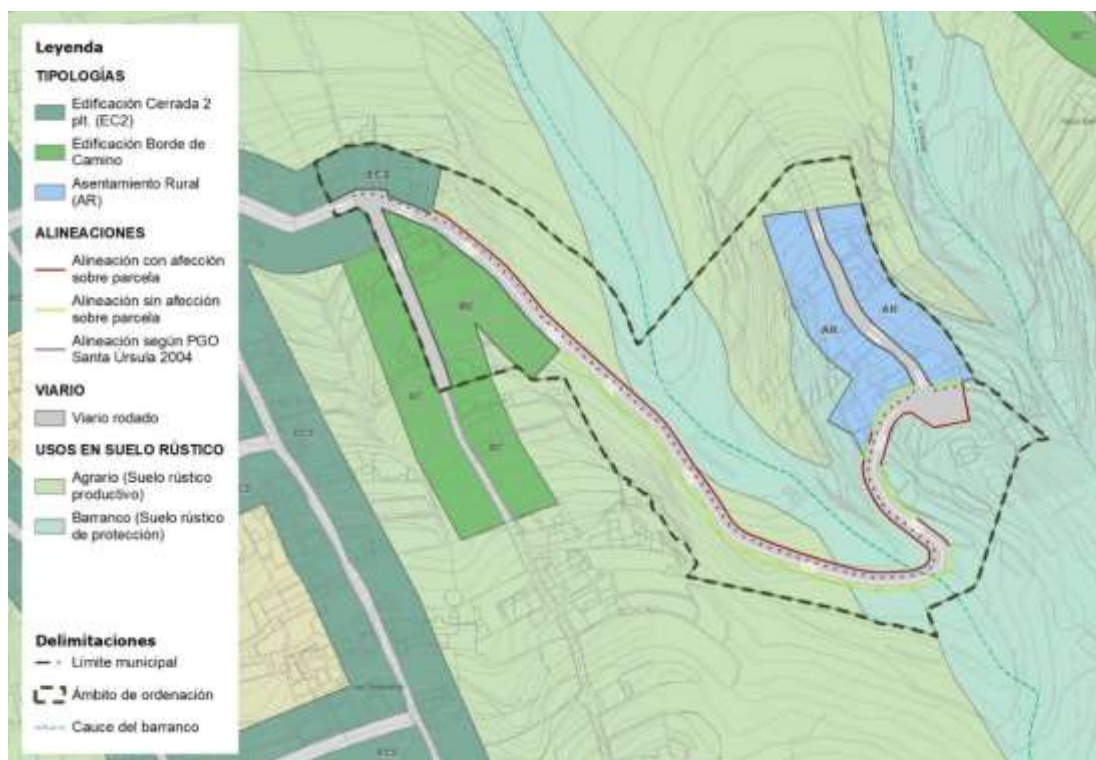 Leyenda
TIPOLOGÍAS
Edificación Cerrada 2
plt. (EC2)
Edificación Borde de
Camino
Asentamiento Rural
(AR)
ALINEACIONES
Alineación con afección
sobre parcela
Alineación sin afección
sobre parcela
Alineación según PGO
Santa Úrsula 2004
VIARIO
Viario rodado
USOS EN SUELO RÚSTICO
Agrario (Suelo rústico
productivo)
Barranco (Suelo rústico
de protección)
Delimitaciones
Límite municipal
Ámbito de ordenación
Cauce del barranco
EC2
AR
AR